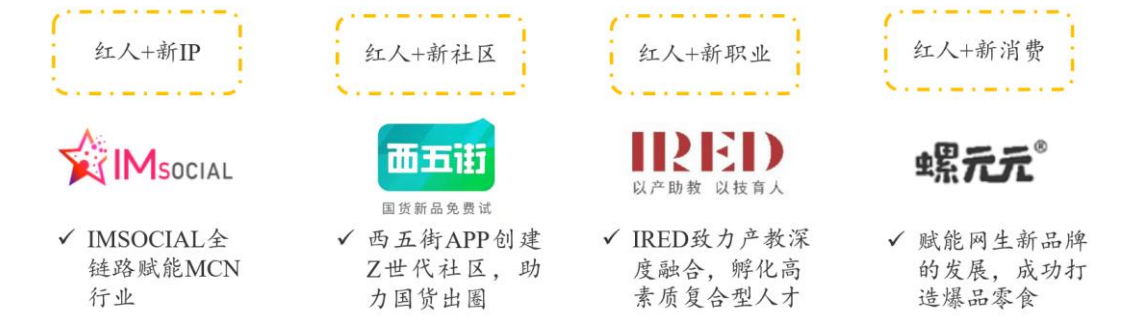 红人+新IP
红人+新社区
红人+新职业
红人+新消费
IMSOCIAL
西五街
国货新品免费试
IRED
以产助教 以技育人
螺元元®
✓ IMSOCIAL全
链路赋能MCN
行业
✓ 西五街APP创建
Z世代社区，助
力国货出圈
✓ IRED致力产教深
度融合，孵化高
素质复合型人才
✓ 赋能网生新品牌
的发展，成功打
造爆品零食